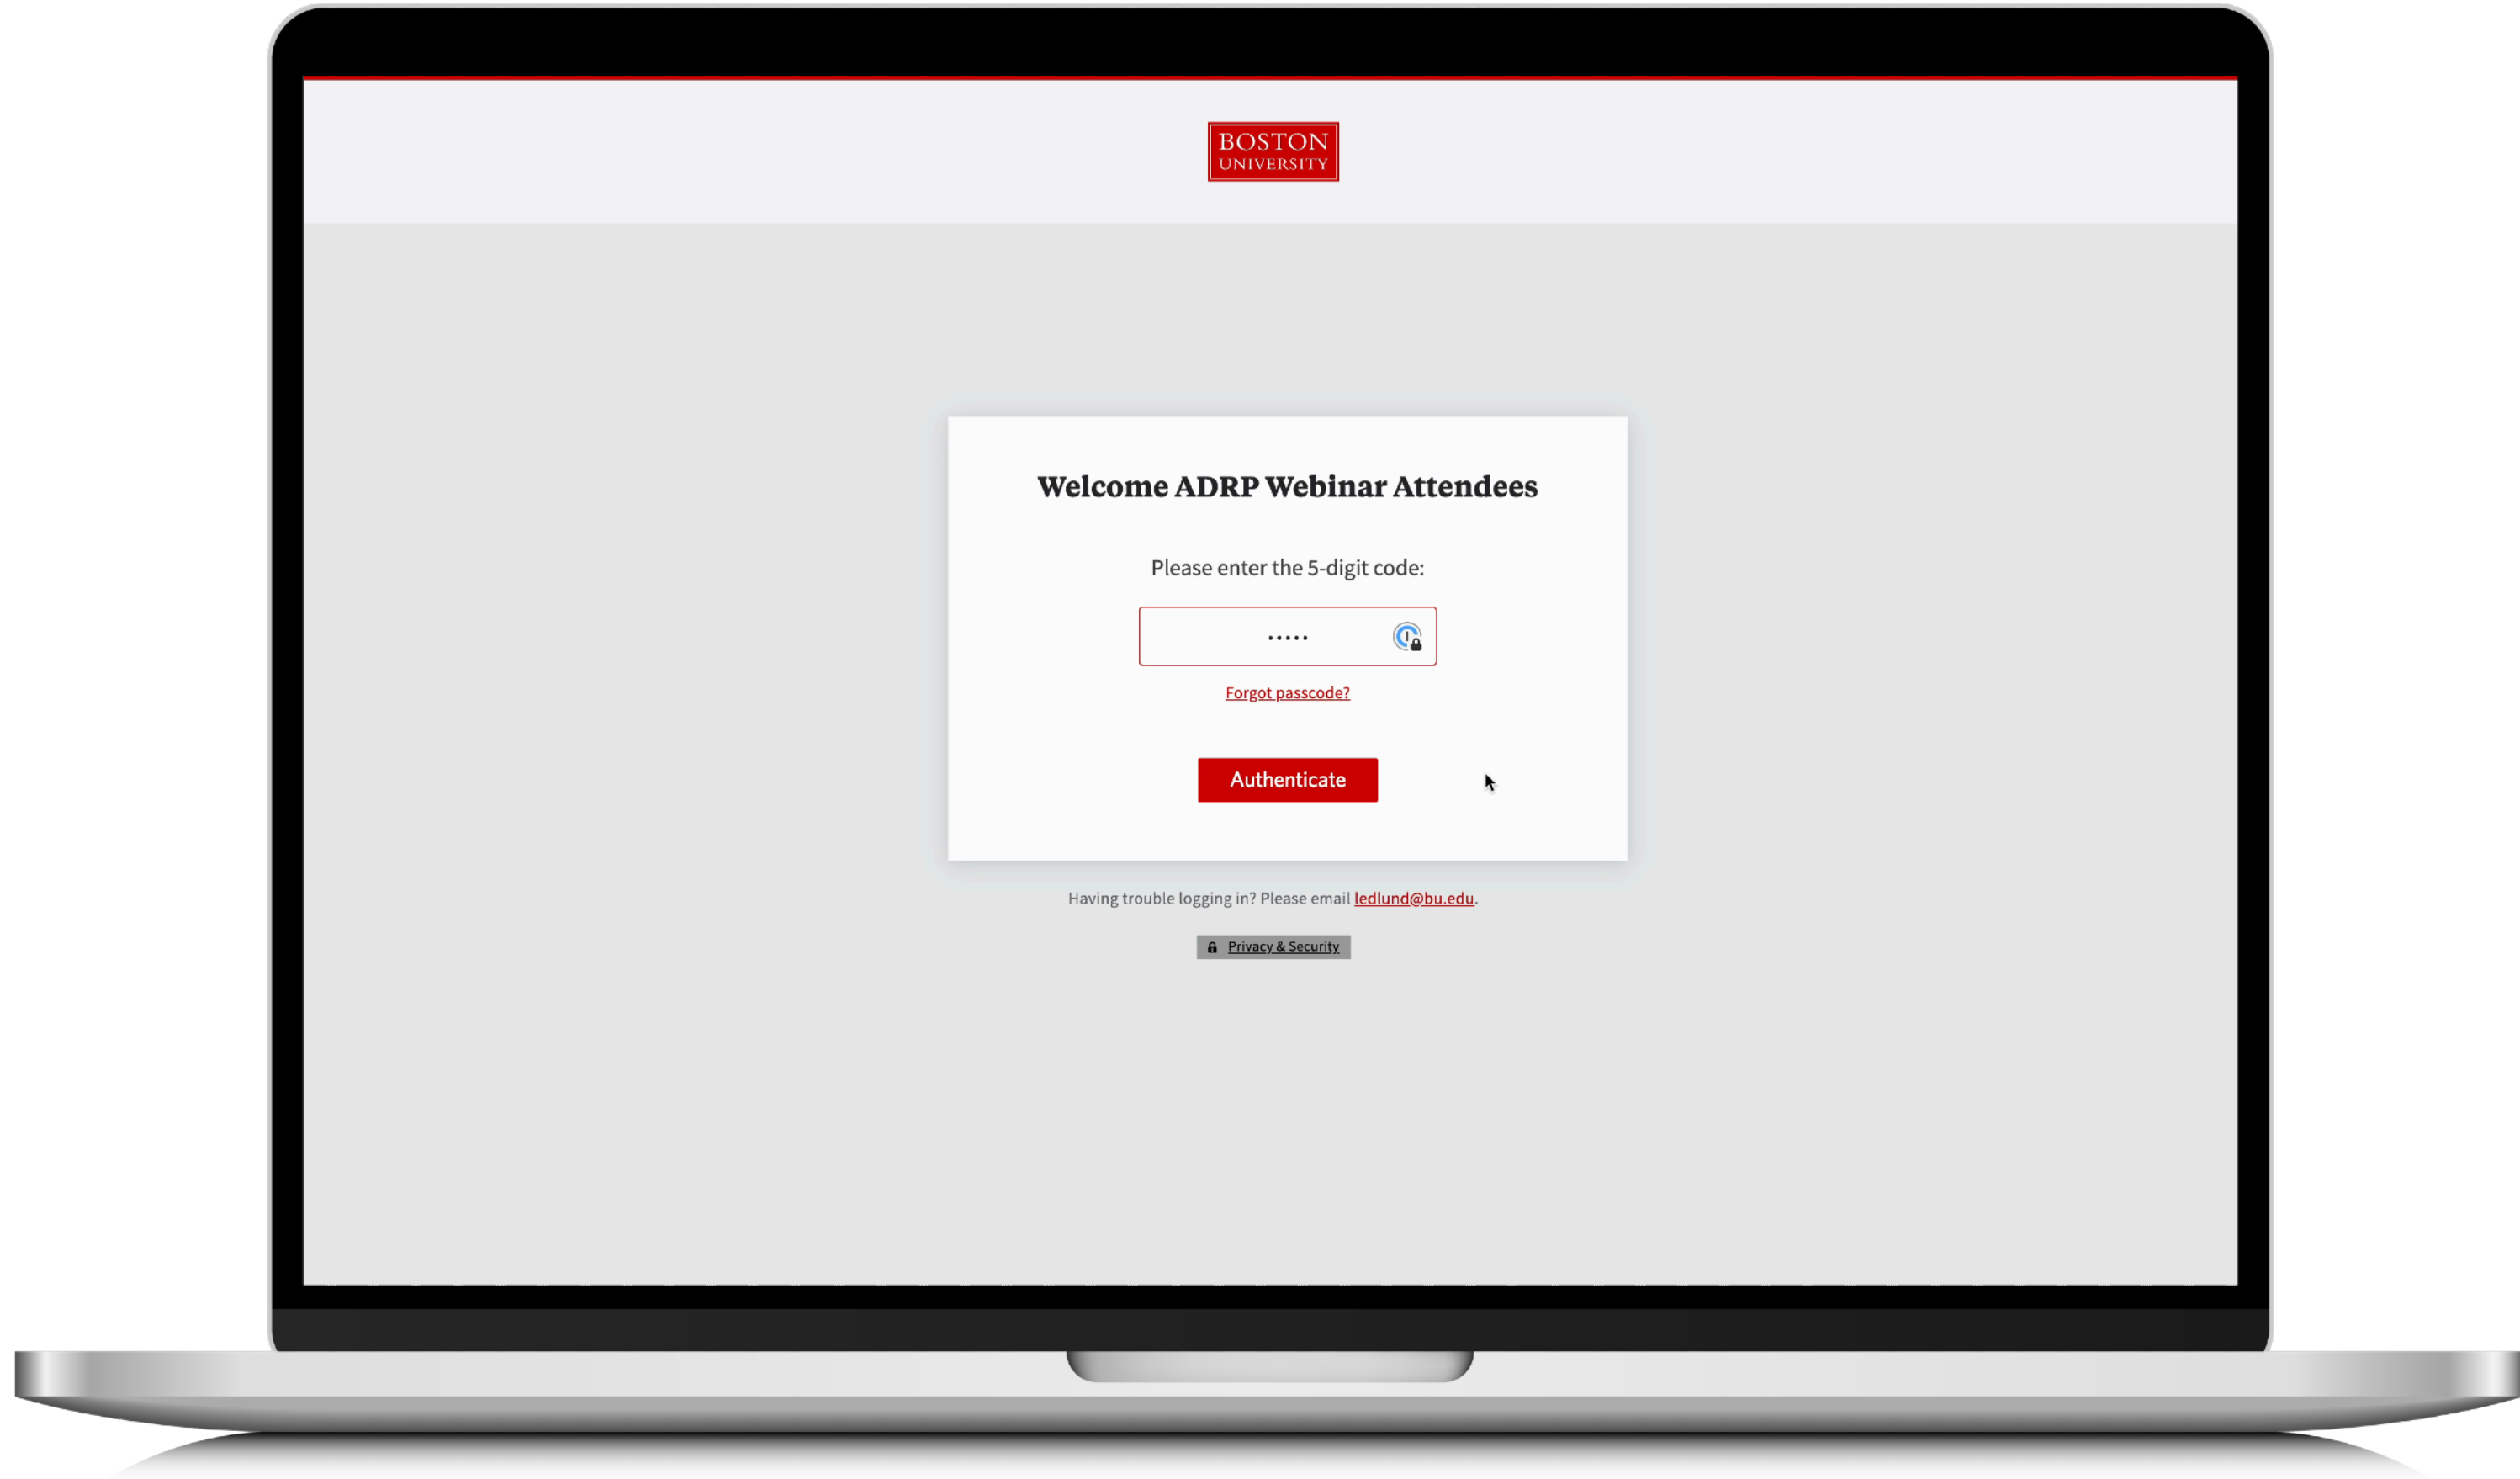 BOSTON
UNIVERSITY
Welcome ADRP Webinar Attendees
Please enter the 5-digit code:
•••••
Forgot passcode?
Authenticate
Having trouble logging in? Please email ledlund@bu.edu.
Privacy & Security